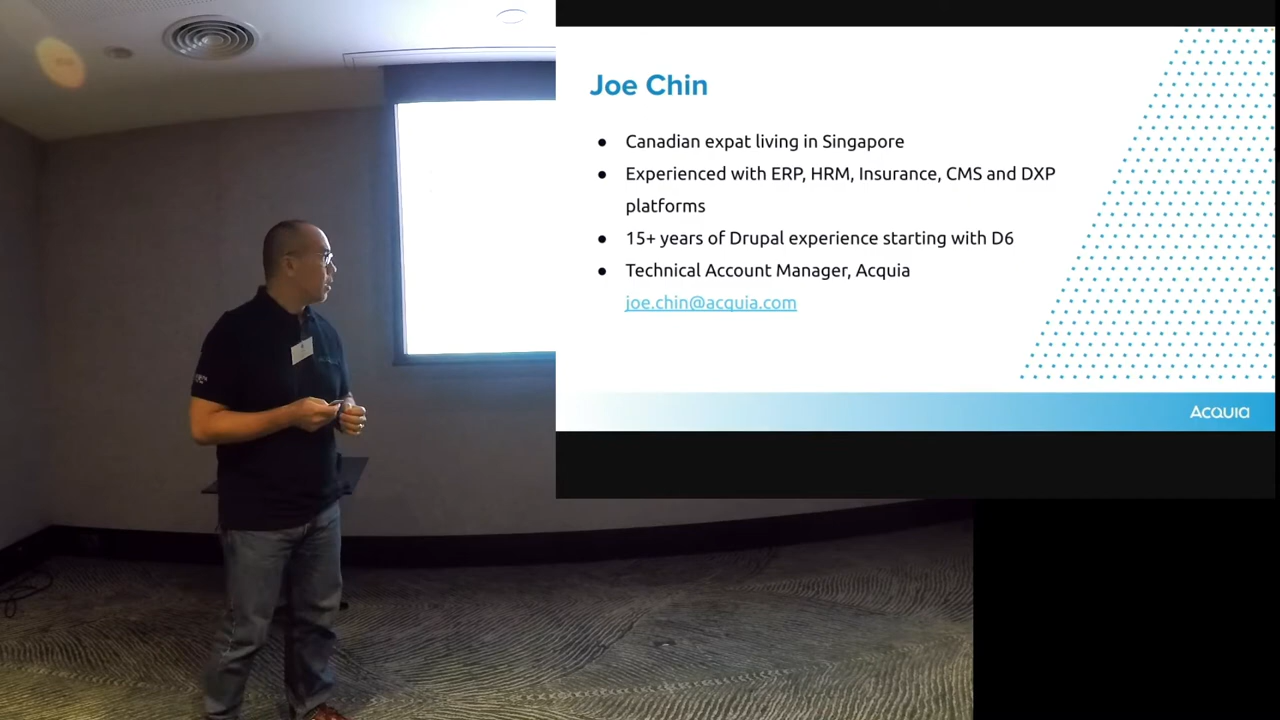 Joe Chin
● Canadian expat living in Singapore
● Experienced with ERP, HRM, Insurance, CMS and DXP
platforms
● 15+ years of Drupal experience starting with D6
● Technical Account Manager, Acquia
joe.chin@acquia.com
ACQUIA